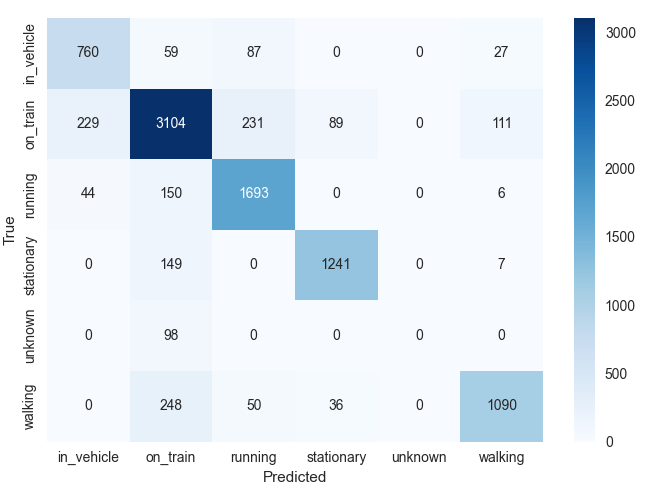 in_vehicle 760 59 87 0 0 27
on_train 229 3104 231 89 0 111
running 44 150 1693 0 0 6
stationary 0 149 0 1241 0 7
unknown 0 98 0 0 0 0
walking 0 248 50 36 0 1090
True
in_vehicle on_train running stationary unknown walking
Predicted
3000
2500
2000
1500
1000
500
0